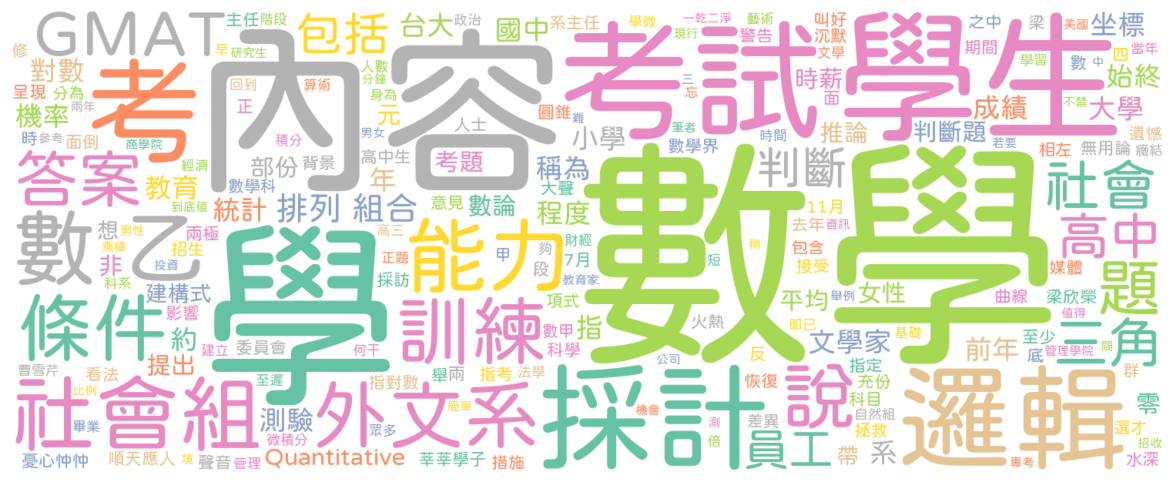 GMAT
內容
考試
學生
考
包括
台大
主任
階段
政治
國中
系主任
學微
一乾二淨
藝術
叫好
沉默
之中
梁
美國
坐標
早
研究生
人數
分鐘
現行
警告
文學
期間
四
當年
修
對數
回到
算術
身為
元
時薪
數
中
學習
始終
呈現
分為
兩年
正
圓錐
三
忘
面
成績
不禁
大學
機率
時
參考
面倒
男女
人士
難
筆者
小學
推論
判斷題
遺憾
商學院
積分
時間
若要
部份
背景
高中生
考題
稱為
數學界
判斷
相左
無用論
癥結
答案
經濟
教育
數學科
年
大聲
社會
到底値
統計
排列
組合
意見
數論
程度
11月
數乙
想
男性
兩極
高三
夠
財經
去年
資訊
高中
乘積
招生
非
學
能力
正題
甲
段
7月
短
稍
數學
包含
媒體
題
投資
採訪
教育家
接受
科系
建構式
影響
項式
平均
舉例
女性
曲線
梁欣榮
值得
條件
約
訓練
數甲
指
火熱
科學
文學家
即已
基礎
至少
三角
建立
委員會
何干
公司
反
前年
底
管理學院
問
提出
曹雪芹
看法
至遲
舉
兩
指考
法學
恢復
指定
充份
群
比例
指對數
簡單
說
科目
零
社會組
測驗
外文系
採計
邏輯
畢業
眾多
機會
測
差異
自然組
選才
招收
微積分
倍
拯救
憂心忡忡
順天應人
項
聲音
管理
Quantitative
莘莘學子
措施
員工
帶
系
專考
水深